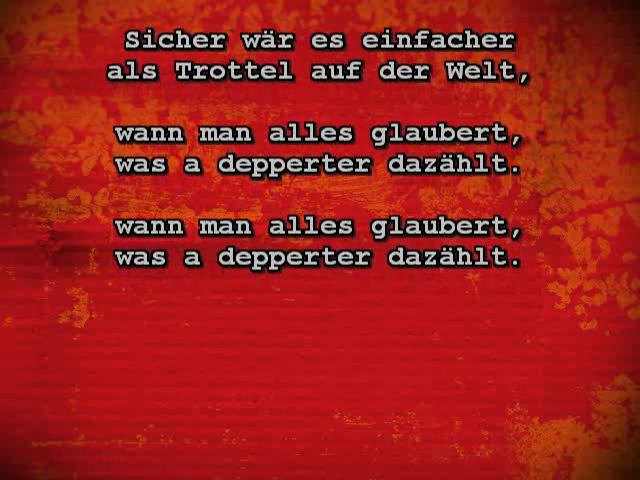 Sicher wär es einfacher
als Trottel auf der Welt,
wann man alles glaubert,
was a depperter dazählt.
wann man alles glaubert,
was a depperter dazählt.